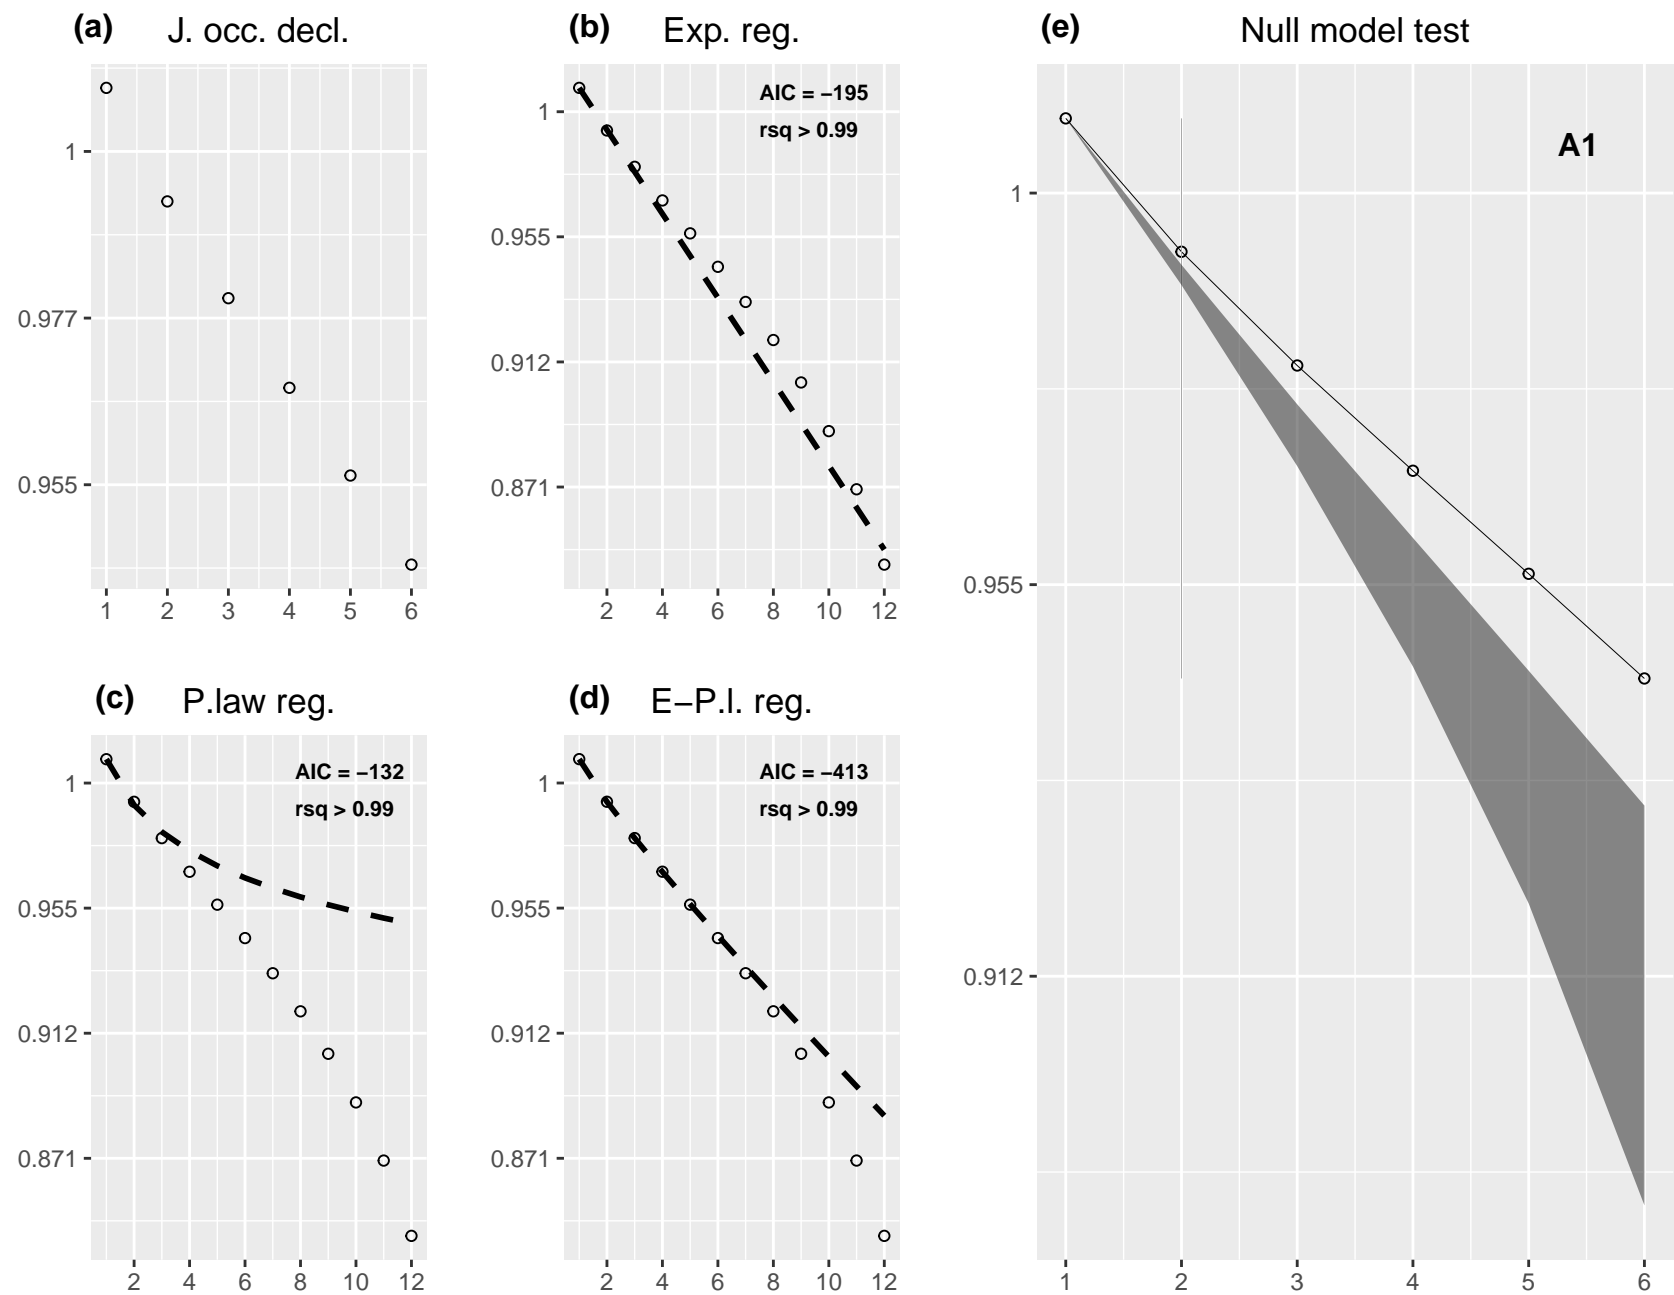 (a) J. occ. decl.
1
0.977
0.955
1 2 3 4 5 6
(b) Exp. reg.
AIC = −195
rsq > 0.99
1
0.955
0.912
0.871
2 4 6 8 10 12
(c) P.law reg.
AIC = −132
rsq > 0.99
1
0.955
0.912
0.871
2 4 6 8 10 12
(d) E−P.l. reg.
AIC = −413
rsq > 0.99
1
0.955
0.912
0.871
2 4 6 8 10 12
(e) Null model test
A1
1
0.955
0.912
1 2 3 4 5 6